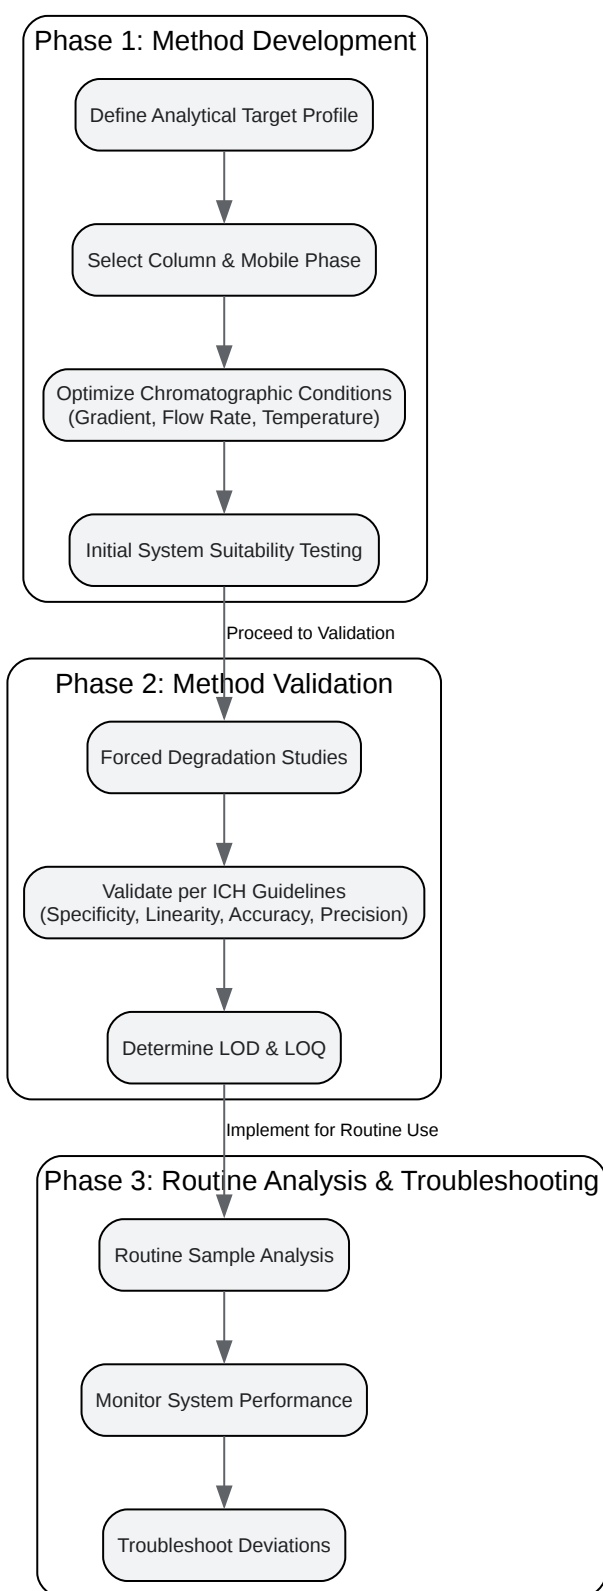 Phase 1: Method Development
Define Analytical Target Profile
Select Column & Mobile Phase
Optimize Chromatographic Conditions
(Gradient, Flow Rate, Temperature)
Initial System Suitability Testing
Proceed to Validation
Phase 2: Method Validation
Forced Degradation Studies
Validate per ICH Guidelines
(Specificity, Linearity, Accuracy, Precision)
Determine LOD & LOQ
Implement for Routine Use
Phase 3: Routine Analysis & Troubleshooting
Routine Sample Analysis
Monitor System Performance
Troubleshoot Deviations